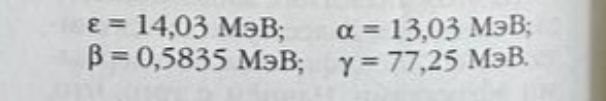 ε = 14,03 МэВ; α = 13,03 МэВ;
β = 0,5835 МэВ; γ = 77,25 МэВ.